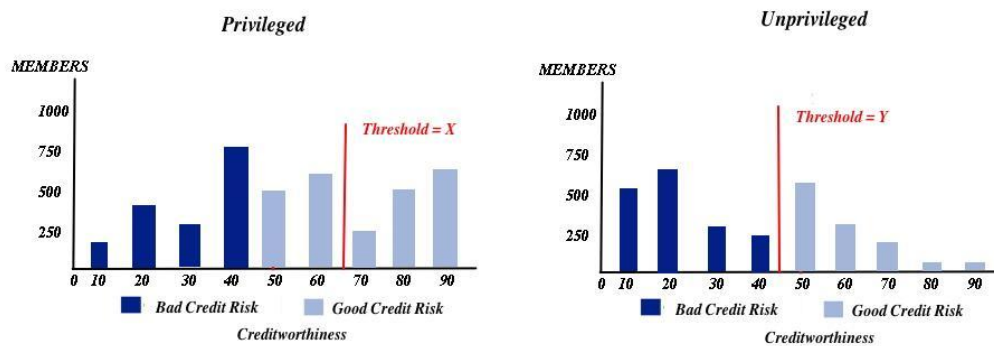 Privileged
MEMBERS
1000
750
500
250
0 10 20 30 40 50 60 70 80 90
Threshold = X
Bad Credit Risk Good Credit Risk
Creditworthiness
Unprivileged
MEMBERS
1000
750
500
250
0 10 20 30 40 50 60 70 80 90
Threshold = Y
Bad Credit Risk Good Credit Risk
Creditworthiness